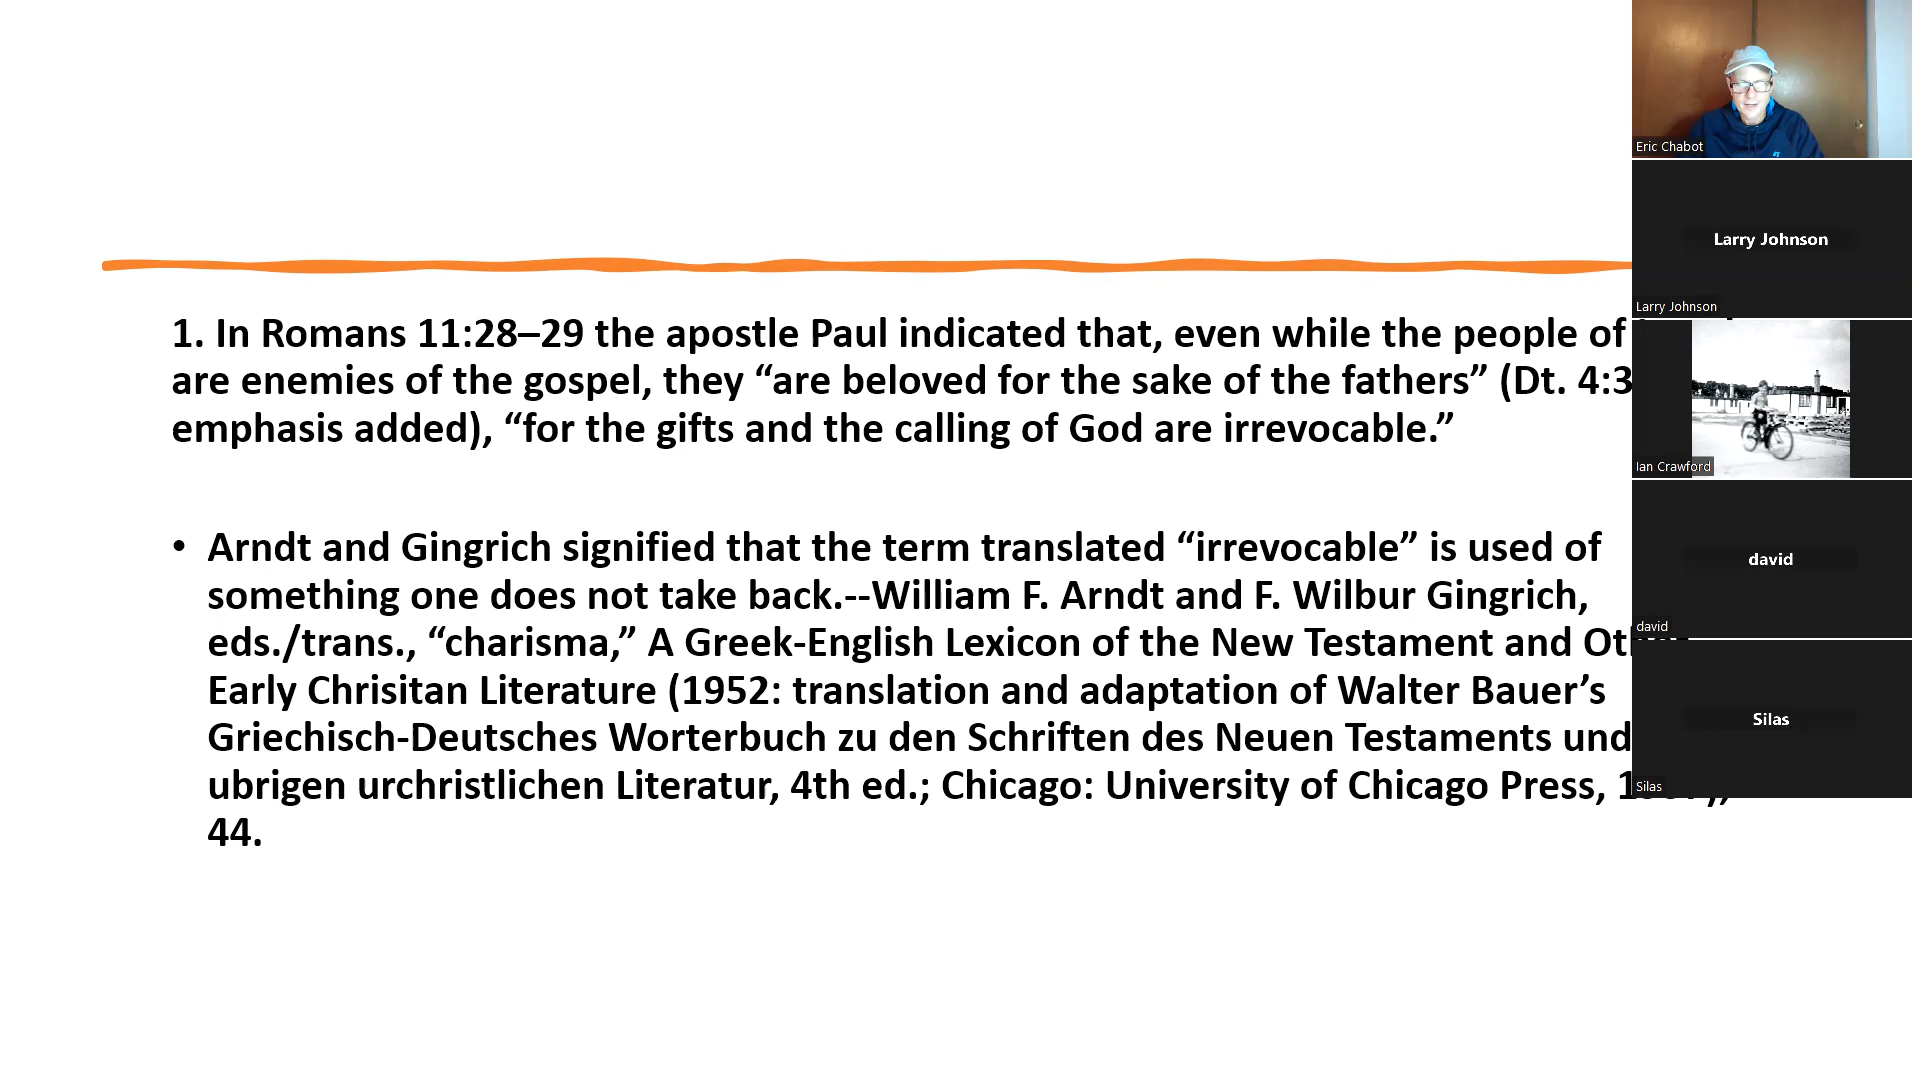 1. In Romans 11:28–29 the apostle Paul indicated that, even while the people of
are enemies of the gospel, they “are beloved for the sake of the fathers” (Dt. 4:3
emphasis added), “for the gifts and the calling of God are irrevocable.”
• Arndt and Gingrich signified that the term translated “irrevocable” is used of
something one does not take back.--William F. Arndt and F. Wilbur Gingrich,
eds./trans., “charisma,” A Greek-English Lexicon of the New Testament and
Early Chrisitan Literature (1952: translation and adaptation of Walter Bauer’s
Griechisch-Deutsches Worterbuch zu den Schriften des Neuen Testaments und
ubrigen urchristlichen Literatur, 4th ed.; Chicago: University of Chicago Press,
44.
Eric Chabot
Larry Johnson
Larry Johnson
Ian Crawford
david
david
Silas
Silas